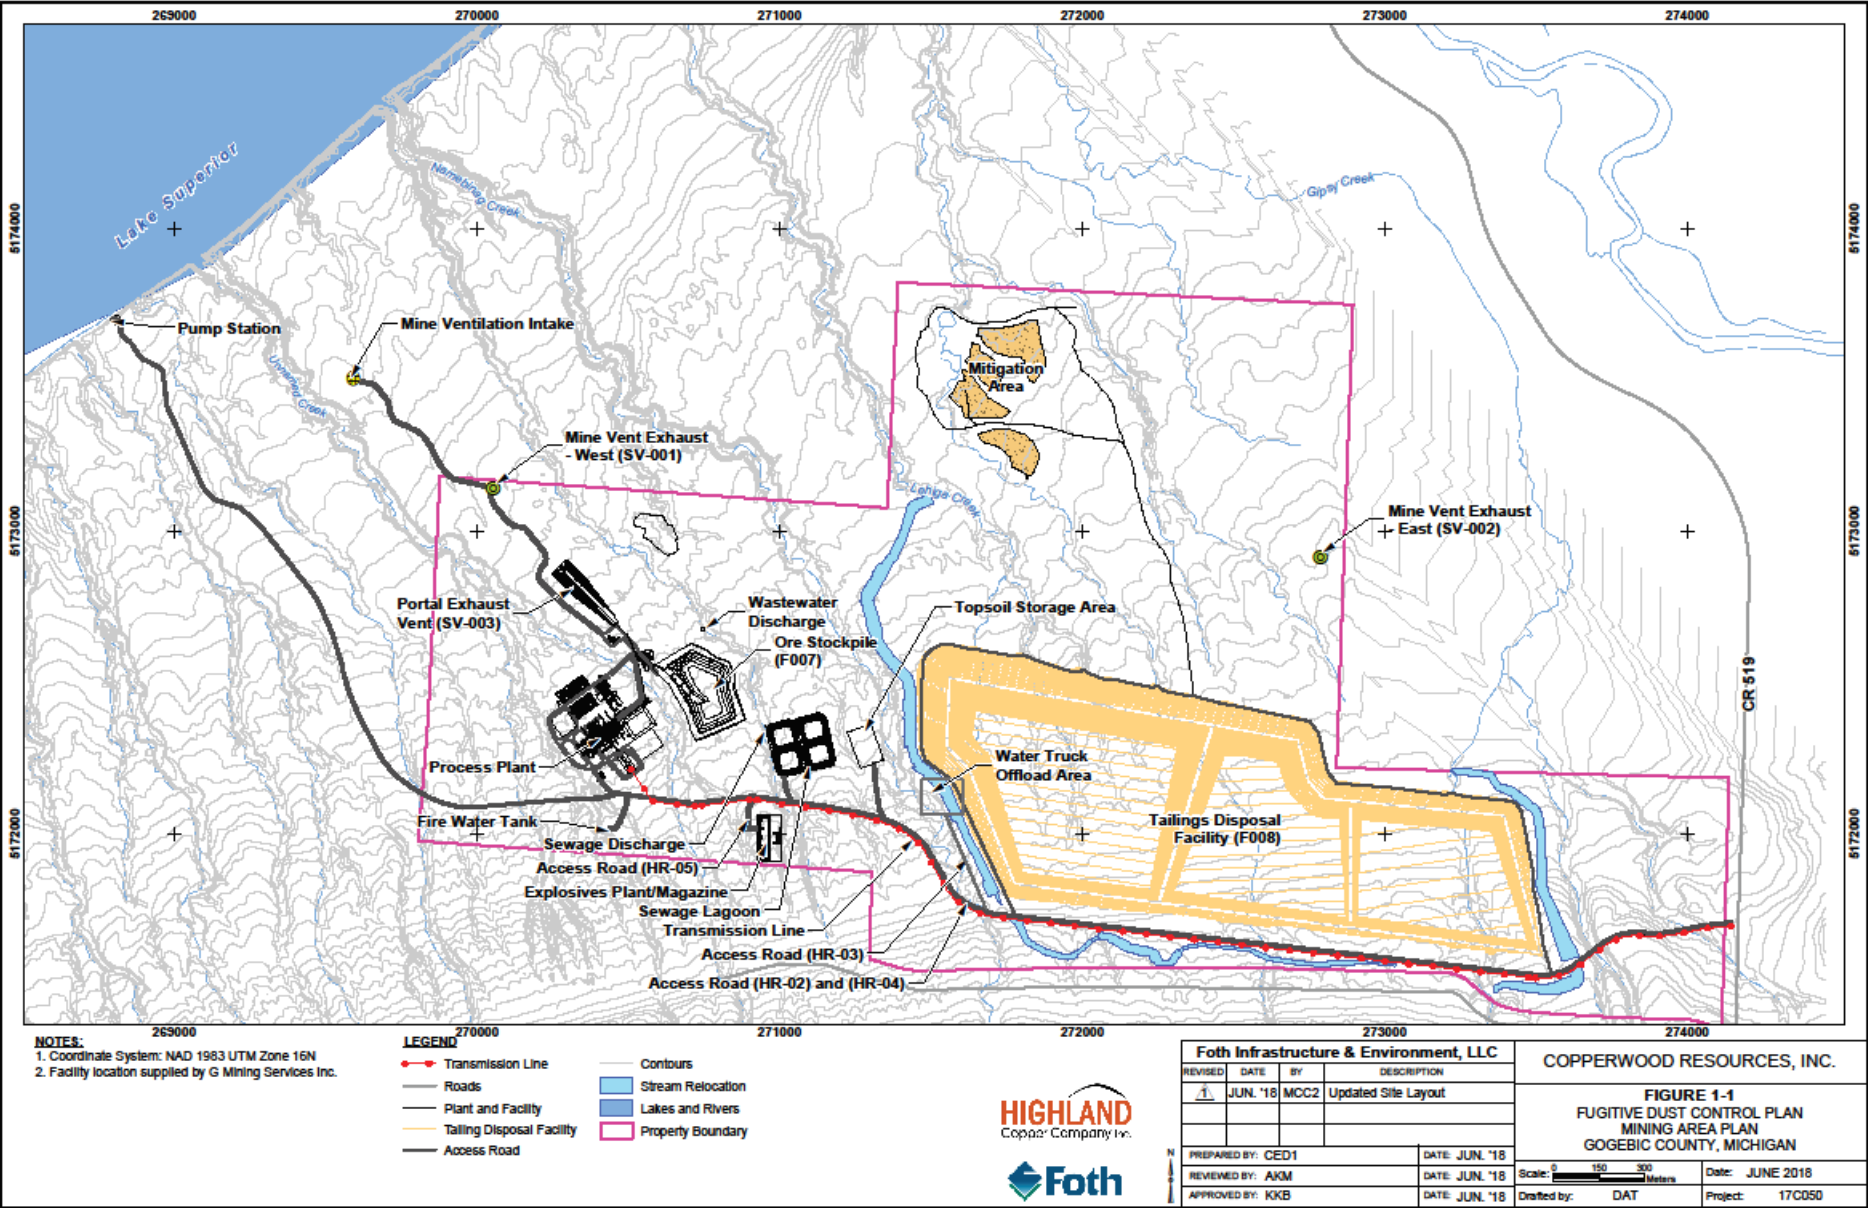 269000
270000
271000
272000
273000
274000
5174000
5173000
5172000
5174000
5173000
5172000
Lake Superior
Namebinag Creek
Unnamed Creek
Gipsy Creek
Lehigh Creek
Pump Station
Mine Ventilation Intake
Mine Vent Exhaust
- West (SV-001)
Mitigation
Area
Mine Vent Exhaust
- East (SV-002)
Portal Exhaust
Vent (SV-003)
Wastewater
Discharge
Ore Stockpile
(F007)
Topsoil Storage Area
CR 519
Water Truck
Offload Area
Process Plant
Tailings Disposal
Facility (F008)
Fire Water Tank
Sewage Discharge
Access Road (HR-05)
Explosives Plant/Magazine
Sewage Lagoon
Transmission Line
Access Road (HR-03)
Access Road (HR-02) and (HR-04)
269000
270000
271000
272000
273000
274000
NOTES:
1. Coordinate System: NAD 1983 UTM Zone 16N
2. Facility location supplied by G Mining Services Inc.
LEGEND
Transmission Line
Roads
Plant and Facility
Tailing Disposal Facility
Access Road
Contours
Stream Relocation
Lakes and Rivers
Property Boundary
HIGHLAND
Copper Company Inc.
Foth
N
Foth Infrastructure & Environment, LLC
REVISED DATE BY DESCRIPTION
1 JUN. '18 MCC2 Updated Site Layout
PREPARED BY: CED1 DATE: JUN. '18
REVIEWED BY: AKM DATE: JUN. '18
APPROVED BY: KKB DATE: JUN. '18
COPPERWOOD RESOURCES, INC.
FIGURE 1-1
FUGITIVE DUST CONTROL PLAN
MINING AREA PLAN
GOGEBIC COUNTY, MICHIGAN
Scale: 0 150 300 Meters
Date: JUNE 2018
Drafted by: DAT
Project: 17C050